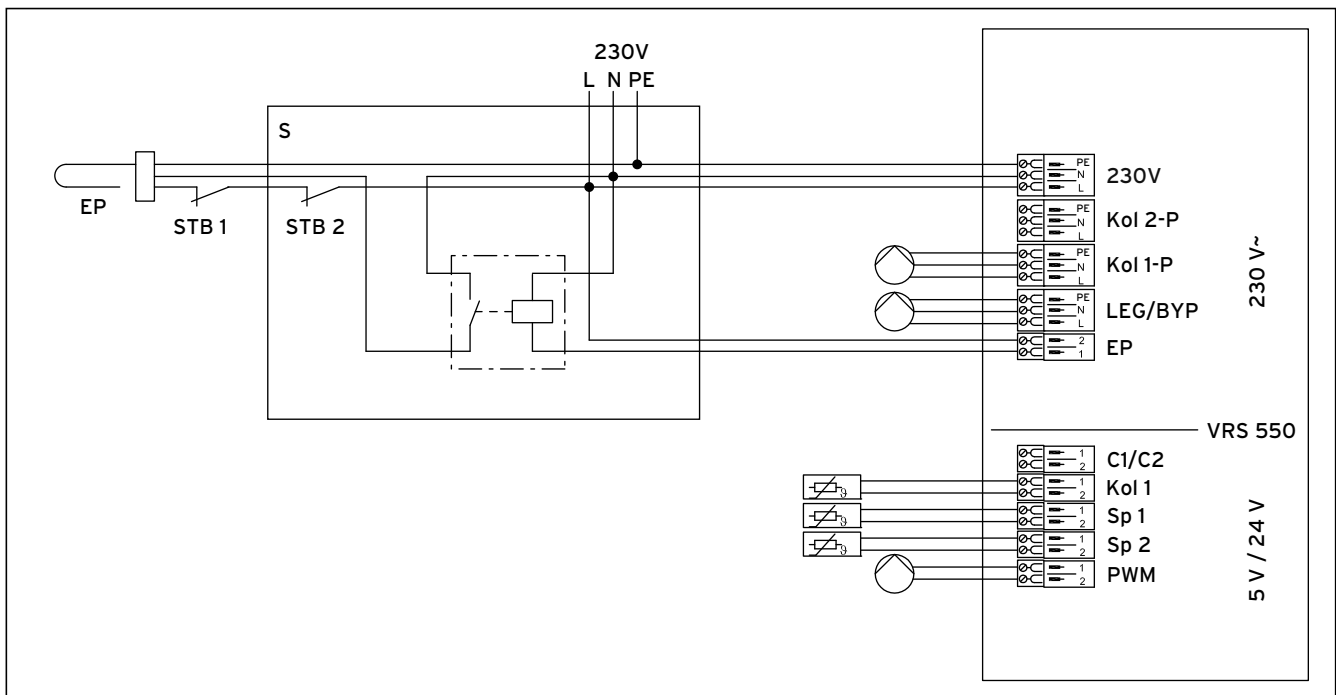 230V
L N PE
S
EP
STB 1
STB 2
PE
N
L
230V
PE
N
L
Kol 2-P
PE
N
L
Kol 1-P
PE
N
L
LEG/BYP
2
1
EP
230 V~
VRS 550
1
2
C1/C2
ϑ
1
2
Kol 1
ϑ
1
2
Sp 1
ϑ
1
2
Sp 2
1
2
PWM
5 V / 24 V